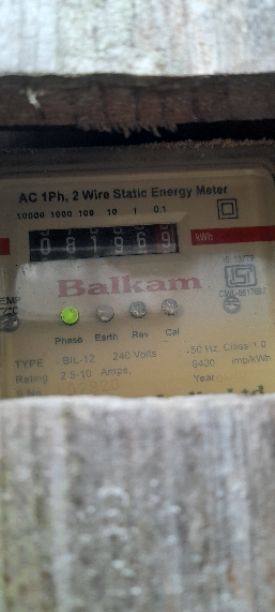 AC 1Ph, 2 Wire Static Energy Meter
10000 1000 100 10 1 0.1
081969 kWh
IS 13779
Balkam
Phase Earth Rev Cal
TYPE BIL-12 240 Volts 50 Hz, Class 1.0
Rating 2.5-10 Amps, 6400 imp/kWh
Year